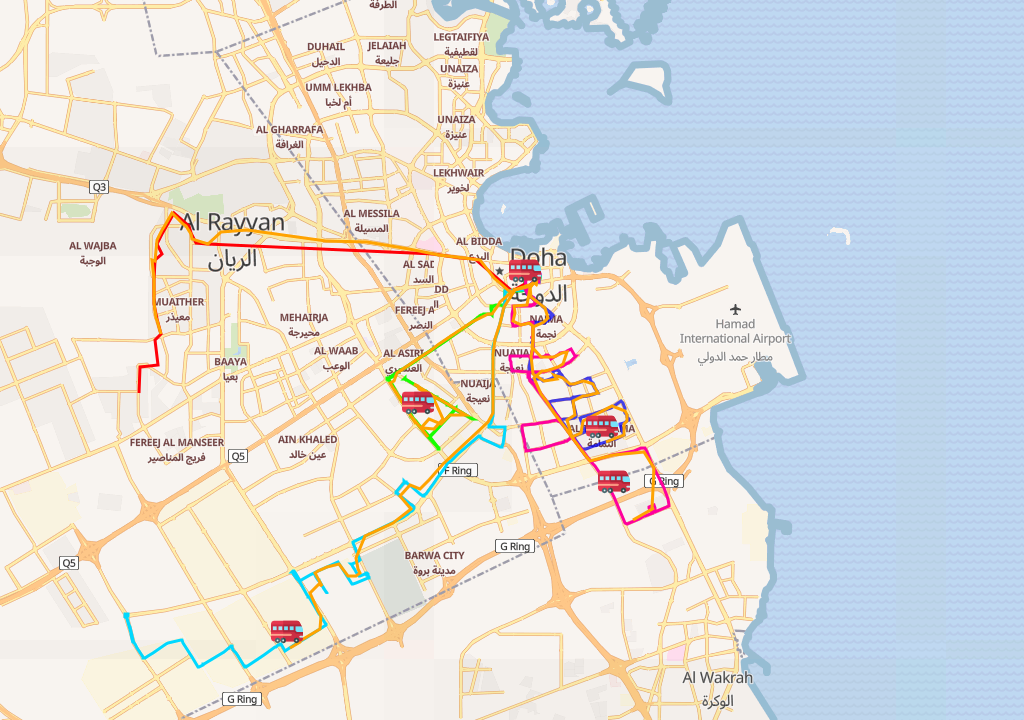 الطرفة
DUHAIL
الدحيل
JELAIAH
جليعة
LEGTAIFIYA
لقطيفية
UNAIZA
عنيزة
UMM LEKHBA
أم لخبا
AL GHARRAFA
الغرافة
UNAIZA
عنيزة
LEKHWAIR
لخوير
Q3
Al Rayyan
الريان
AL MESSILA
المسيلة
AL WAJBA
الوجبة
AL BIDDA
البدع
AL SAD
السد
Doha
الدوحة
DD
MUAITHER
معيذر
MEHAIRJA
محيرجة
FEREEJ A
النصر
NAJMA
نجمة
Hamad
International Airport
مطار حمد الدولي
BAAYA
بعيا
AL WAAB
الوعب
AL ASIRI
العسيري
NUAIJA
نعيجة
NUAIJA
نعيجة
FEREEJ AL MANSEER
فريج المناصير
AIN KHALED
عين خالد
Q5
F Ring
G Ring
الثمامة
Q5
BARWA CITY
مدينة بروة
G Ring
G Ring
Al Wakrah
الوكرة